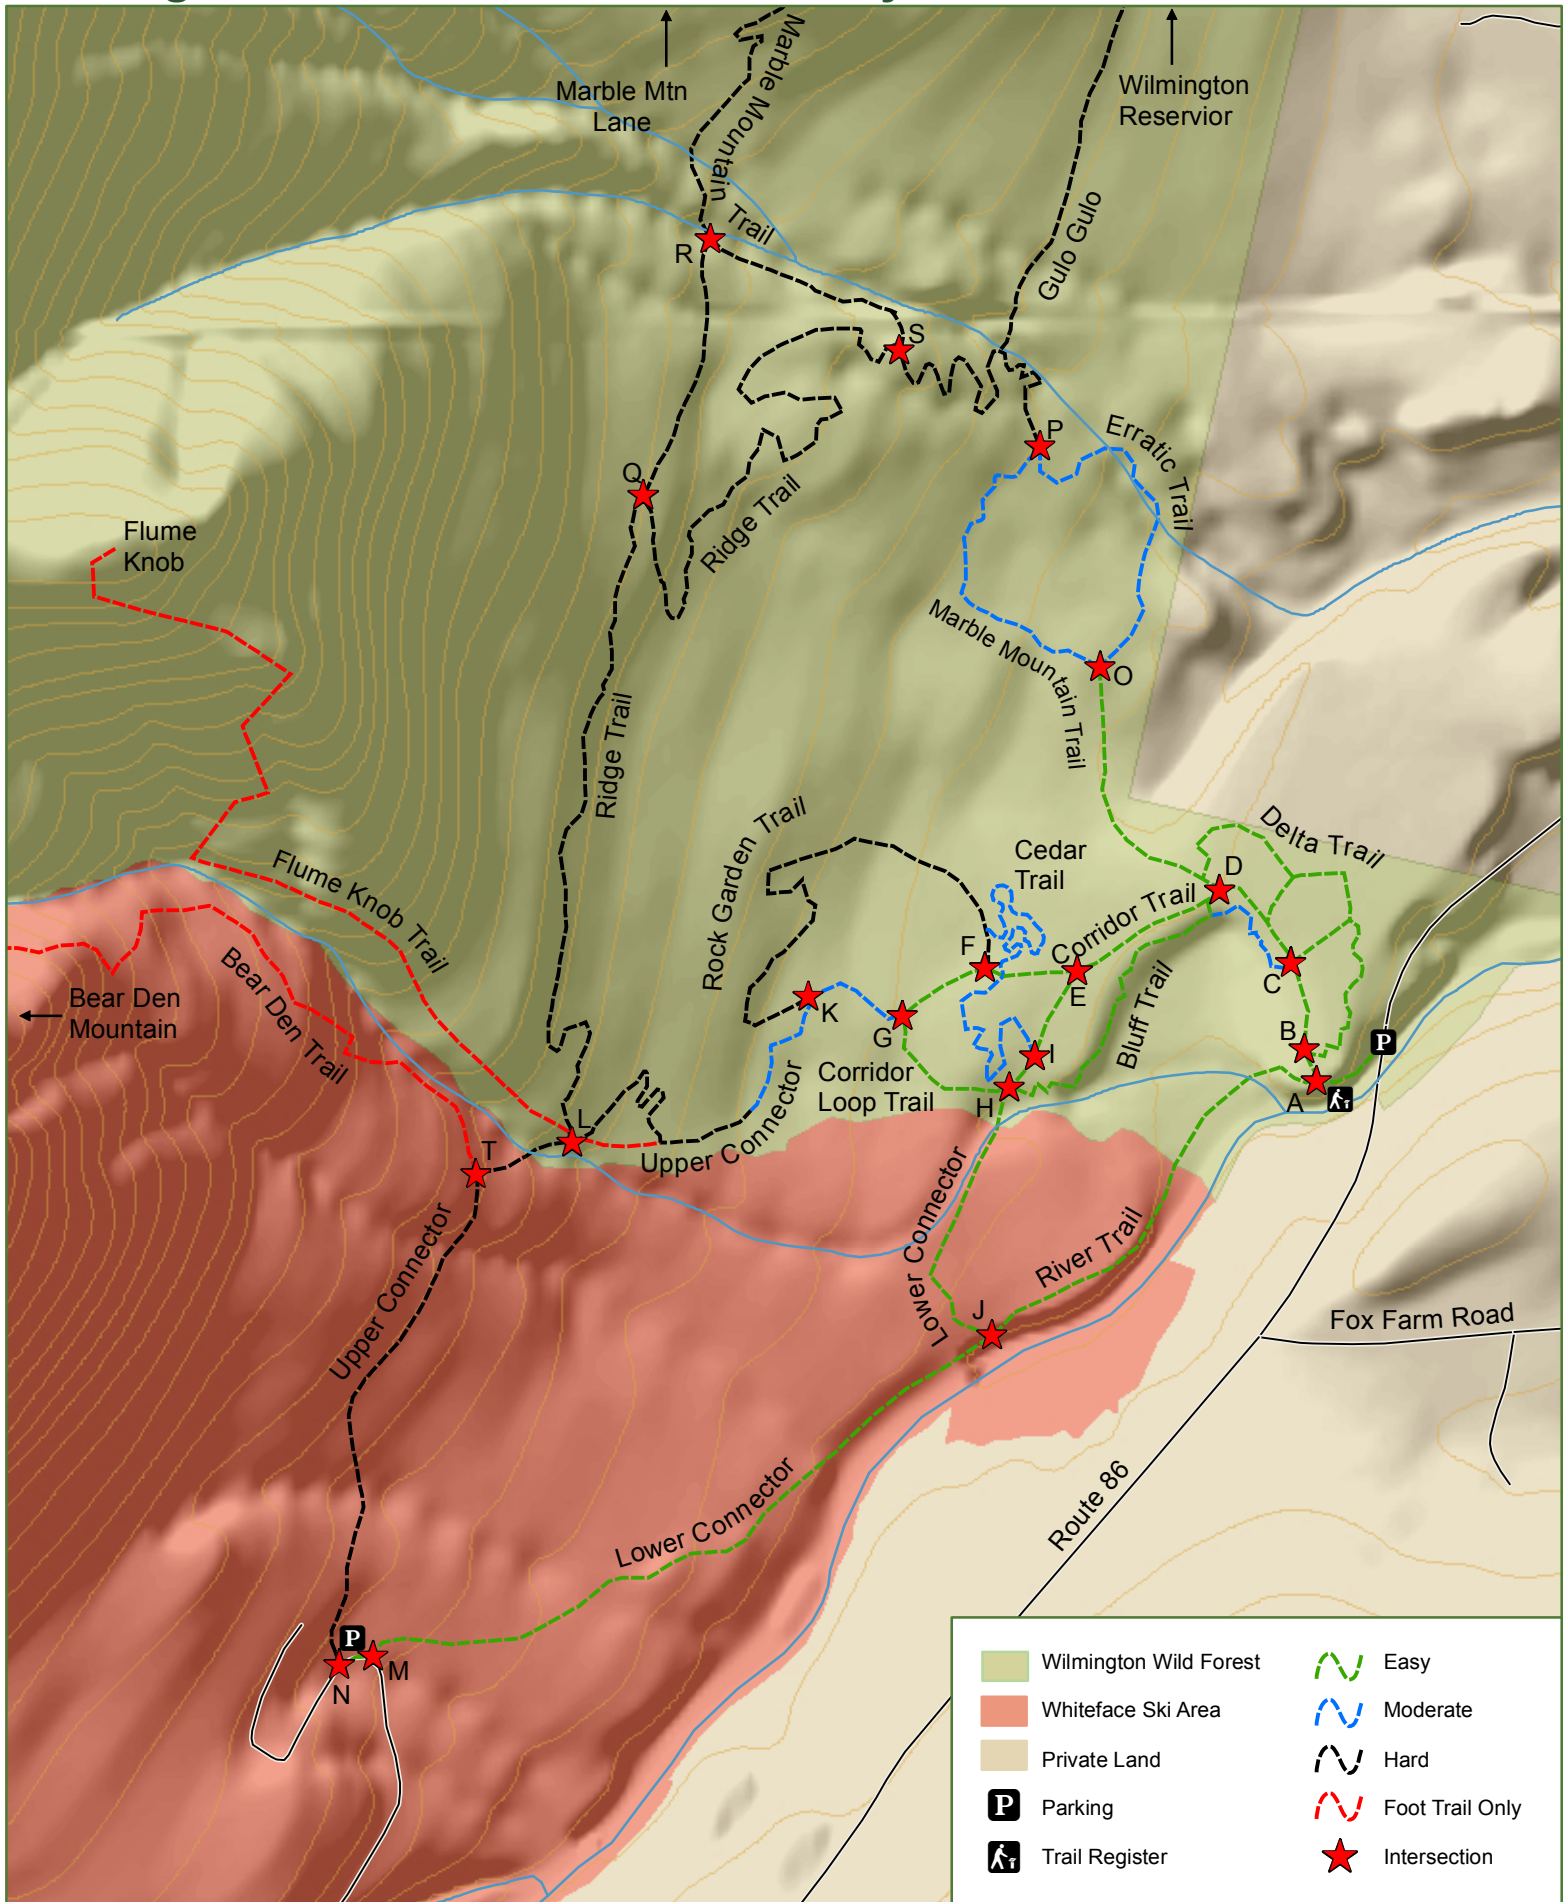 Marble Mtn
Lane
Marble Mountain
Trail
Wilmington
Reservior
Gulo Gulo
R
S
P
Erratic Trail
Q
Ridge Trail
Flume
Knob
Marble Mountain Trail
O
Ridge Trail
Rock Garden Trail
Cedar
Trail
Delta Trail
D
Flume Knob Trail
Corridor Trail
F
E
C
Bear Den
Mountain
Bear Den Trail
K
G
Bluff Trail
B
P
I
Corridor
Loop Trail
H
A
L
T
Upper Connector
Upper Connector
Lower Connector
River Trail
J
Fox Farm Road
Route 86
Lower Connector
P
M
N
Wilmington Wild Forest
Easy
Whiteface Ski Area
Moderate
Private Land
Hard
P
Parking
Foot Trail Only
Trail Register
Intersection